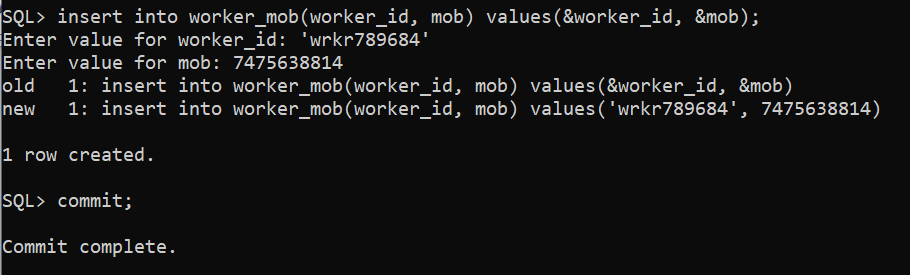 SQL> insert into worker_mob(worker_id, mob) values(&worker_id, &mob);
Enter value for worker_id: 'wrkr789684'
Enter value for mob: 7475638814
old   1: insert into worker_mob(worker_id, mob) values(&worker_id, &mob)
new   1: insert into worker_mob(worker_id, mob) values('wrkr789684', 7475638814)
1 row created.
SQL> commit;
Commit complete.